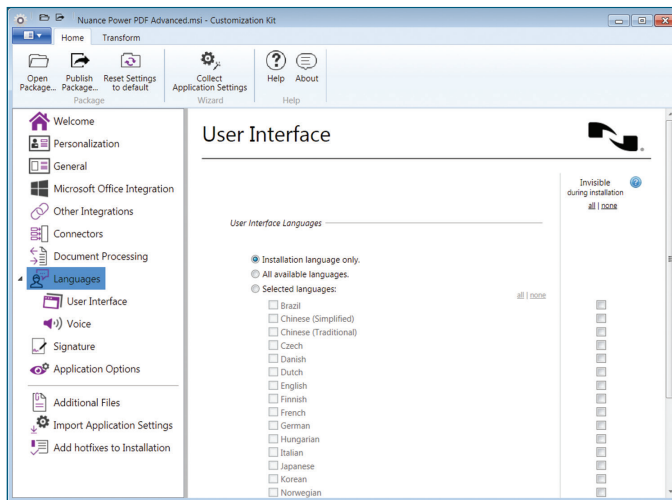 Nuance Power PDF Advanced.msi - Customization Kit
Home
Transform
Open Package...
Publish Package...
Reset Settings to default
Collect Application Settings
Help
About
Package
Wizard
Help
Welcome
Personalization
General
Microsoft Office Integration
Other Integrations
Connectors
Document Processing
Languages
User Interface
Voice
Signature
Application Options
Additional Files
Import Application Settings
Add hotfixes to Installation
User Interface
Invisible
during installation
all | none
User Interface Languages
Installation language only.
All available languages.
Selected languages:
all | none
Brazil
Chinese (Simplified)
Chinese (Traditional)
Czech
Danish
Dutch
English
Finnish
French
German
Hungarian
Italian
Japanese
Korean
Norwegian